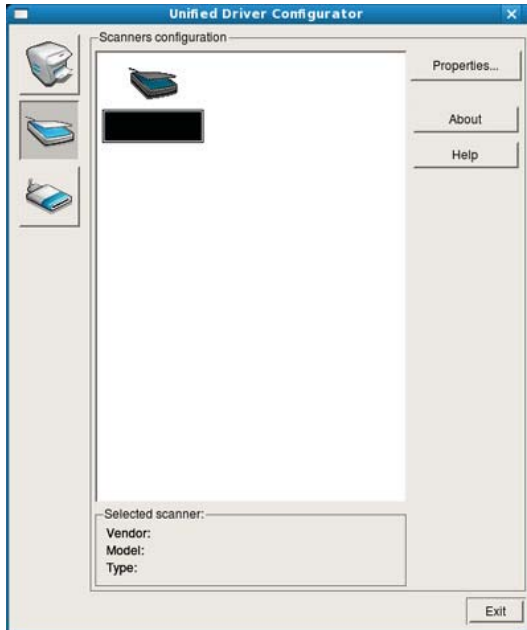 Unified Driver Configurator
Scanners configuration
Properties...
About
Help
Selected scanner:
Vendor:
Model:
Type:
Exit